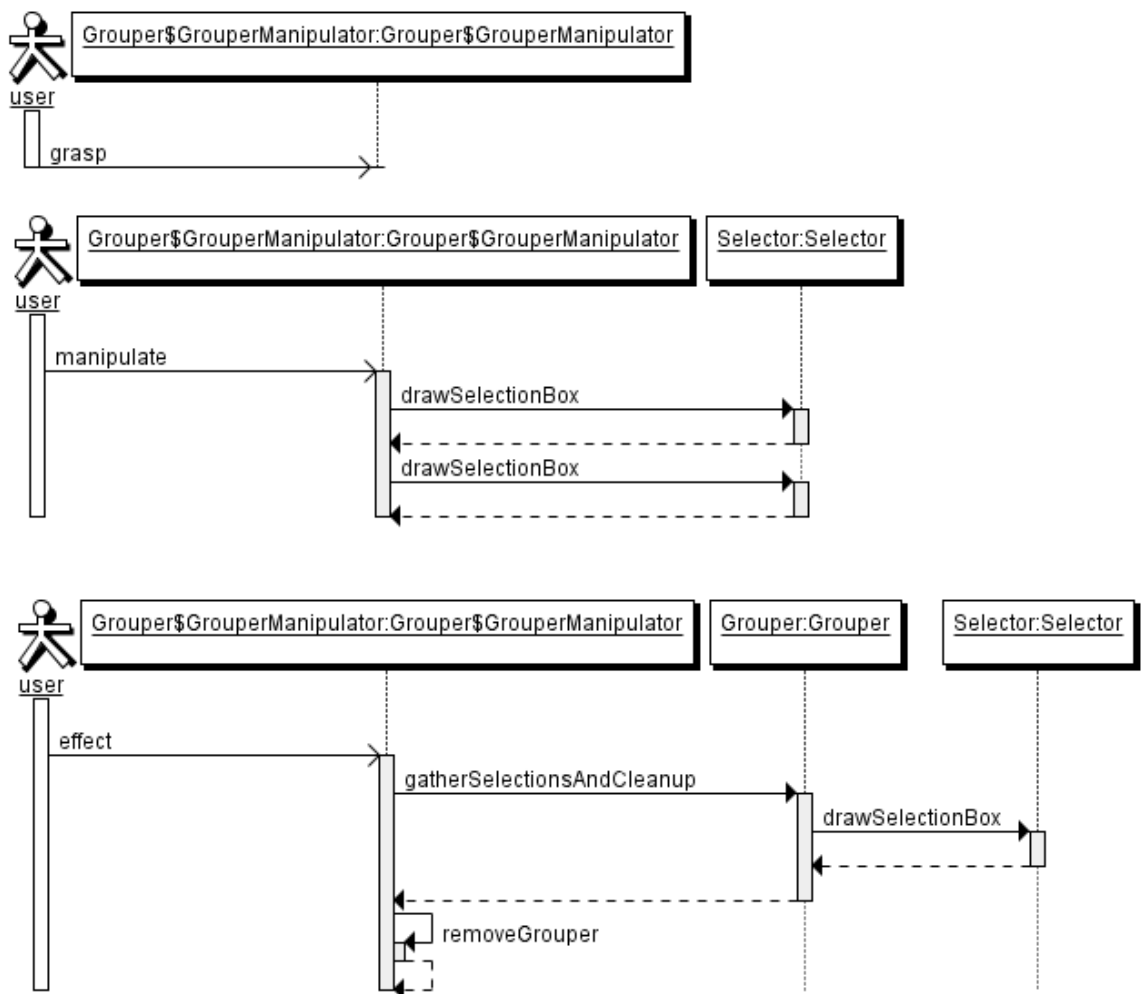 Grouper$GrouperManipulator:Grouper$GrouperManipulator
user
grasp
Grouper$GrouperManipulator:Grouper$GrouperManipulator
Selector:Selector
user
manipulate
drawSelectionBox
drawSelectionBox
Grouper$GrouperManipulator:Grouper$GrouperManipulator
Grouper:Grouper
Selector:Selector
user
effect
gatherSelectionsAndCleanup
drawSelectionBox
removeGrouper